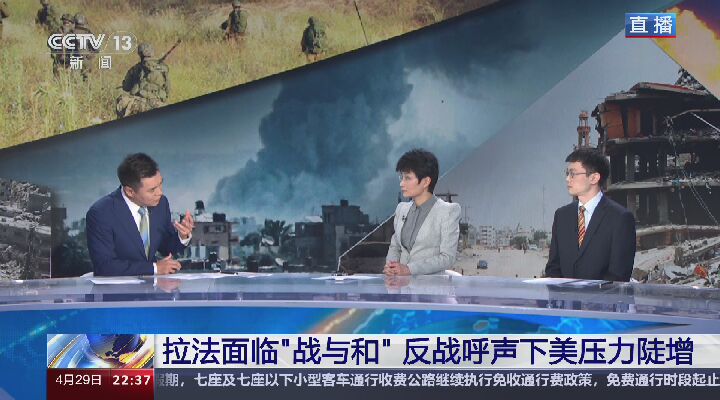 CCTV 13
新闻
直播
拉法面临"战与和" 反战呼声下美压力陡增
4月29日 22:37 假期，七座及七座以下小型客车通行收费公路继续执行免收通行费政策，免费通行时段起止